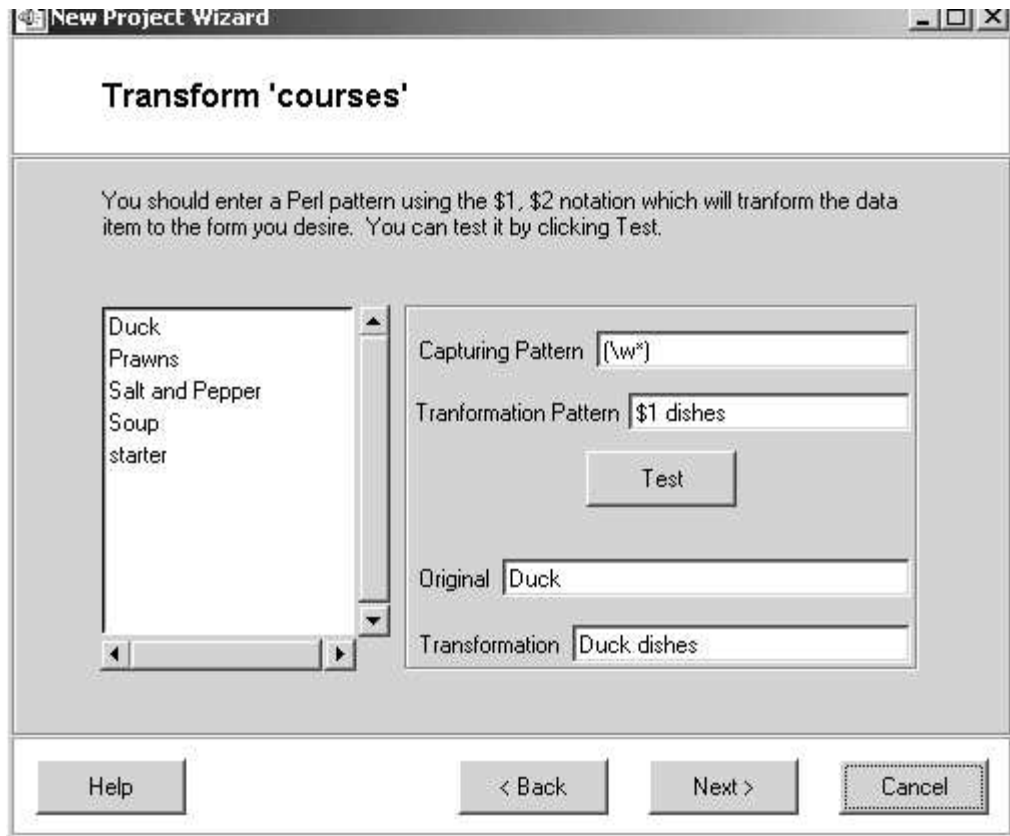 New Project Wizard
Transform 'courses'
You should enter a Perl pattern using the $1, $2 notation which will tranform the data
item to the form you desire. You can test it by clicking Test.
Duck
Prawns
Salt and Pepper
Soup
starter
Capturing Pattern (\w*)
Tranformation Pattern $1 dishes
Test
Original Duck
Transformation Duck dishes
Help < Back Next > Cancel